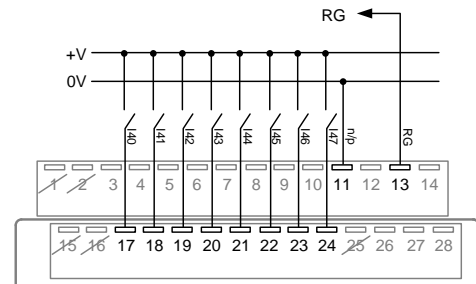 RG
+V
0V
I40 I41 I42 I43 I44 I45 I46 I47 n/p RG
1 2 3 4 5 6 7 8 9 10 11 12 13 14
15 16 17 18 19 20 21 22 23 24 25 26 27 28